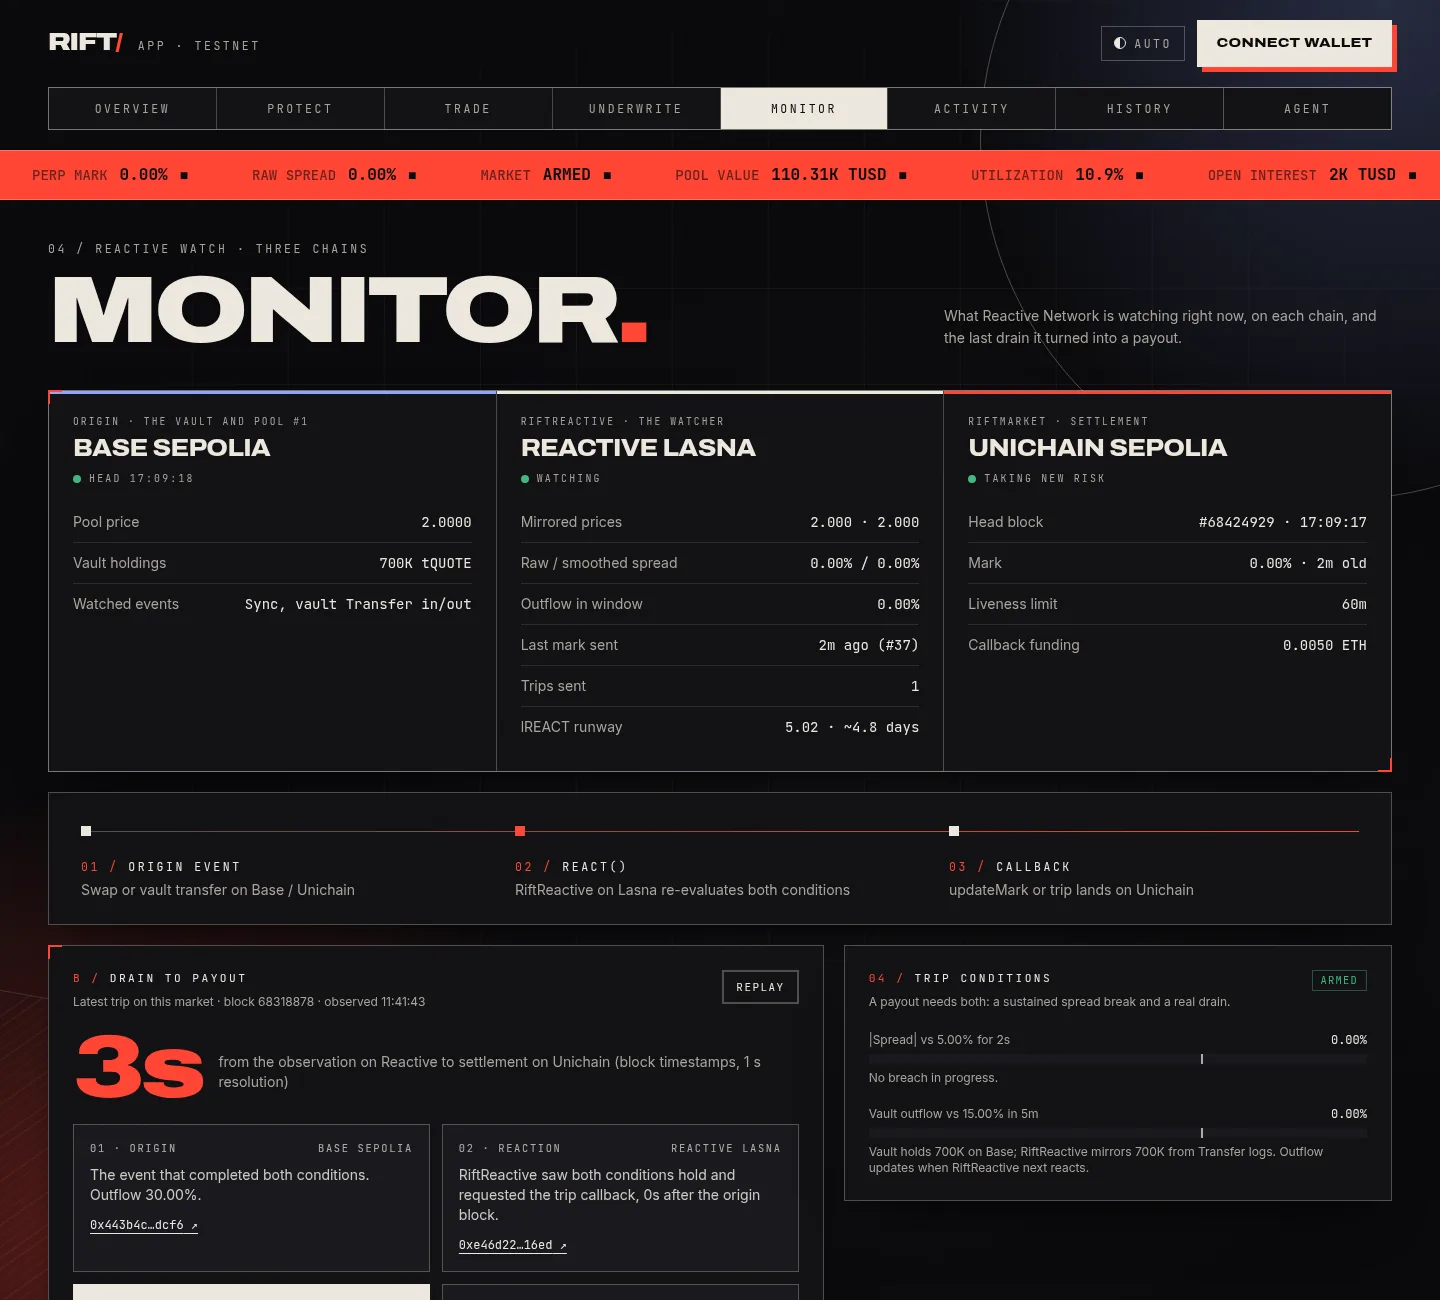 RIFT/ APP · TESTNET
AUTO
CONNECT WALLET
OVERVIEW PROTECT TRADE UNDERWRITE MONITOR ACTIVITY HISTORY AGENT
PERP MARK 0.00% ■ RAW SPREAD 0.00% ■ MARKET ARMED ■ POOL VALUE 110.31K TUSD ■ UTILIZATION 10.9% ■ OPEN INTEREST 2K TUSD ■
04 / REACTIVE WATCH · THREE CHAINS
MONITOR.
What Reactive Network is watching right now, on each chain, and
the last drain it turned into a payout.
ORIGIN · THE VAULT AND POOL #1
BASE SEPOLIA
HEAD 17:09:18
Pool price 2.0000
Vault holdings 700K tQUOTE
Watched events Sync, vault Transfer in/out
RIFTREACTIVE · THE WATCHER
REACTIVE LASNA
WATCHING
Mirrored prices 2.000 · 2.000
Raw / smoothed spread 0.00% / 0.00%
Outflow in window 0.00%
Last mark sent 2m ago (#37)
Trips sent 1
lREACT runway 5.02 · ~4.8 days
RIFTMARKET · SETTLEMENT
UNICHAIN SEPOLIA
TAKING NEW RISK
Head block #68424929 · 17:09:17
Mark 0.00% · 2m old
Liveness limit 60m
Callback funding 0.0050 ETH
01 / ORIGIN EVENT
Swap or vault transfer on Base / Unichain
02 / REACT()
RiftReactive on Lasna re-evaluates both conditions
03 / CALLBACK
updateMark or trip lands on Unichain
B / DRAIN TO PAYOUT
Latest trip on this market · block 68318878 · observed 11:41:43
REPLAY
3s
from the observation on Reactive to settlement on Unichain (block timestamps, 1 s
resolution)
01 · ORIGIN BASE SEPOLIA
The event that completed both conditions.
Outflow 30.00%.
0x443b4c…dcf6 ↗
02 · REACTION REACTIVE LASNA
RiftReactive saw both conditions hold and
requested the trip callback, 0s after the origin
block.
0xe46d22…16ed ↗
04 / TRIP CONDITIONS
ARMED
A payout needs both: a sustained spread break and a real drain.
|Spread| vs 5.00% for 2s 0.00%
No breach in progress.
Vault outflow vs 15.00% in 5m 0.00%
Vault holds 700K on Base; RiftReactive mirrors 700K from Transfer logs. Outflow
updates when RiftReactive next reacts.